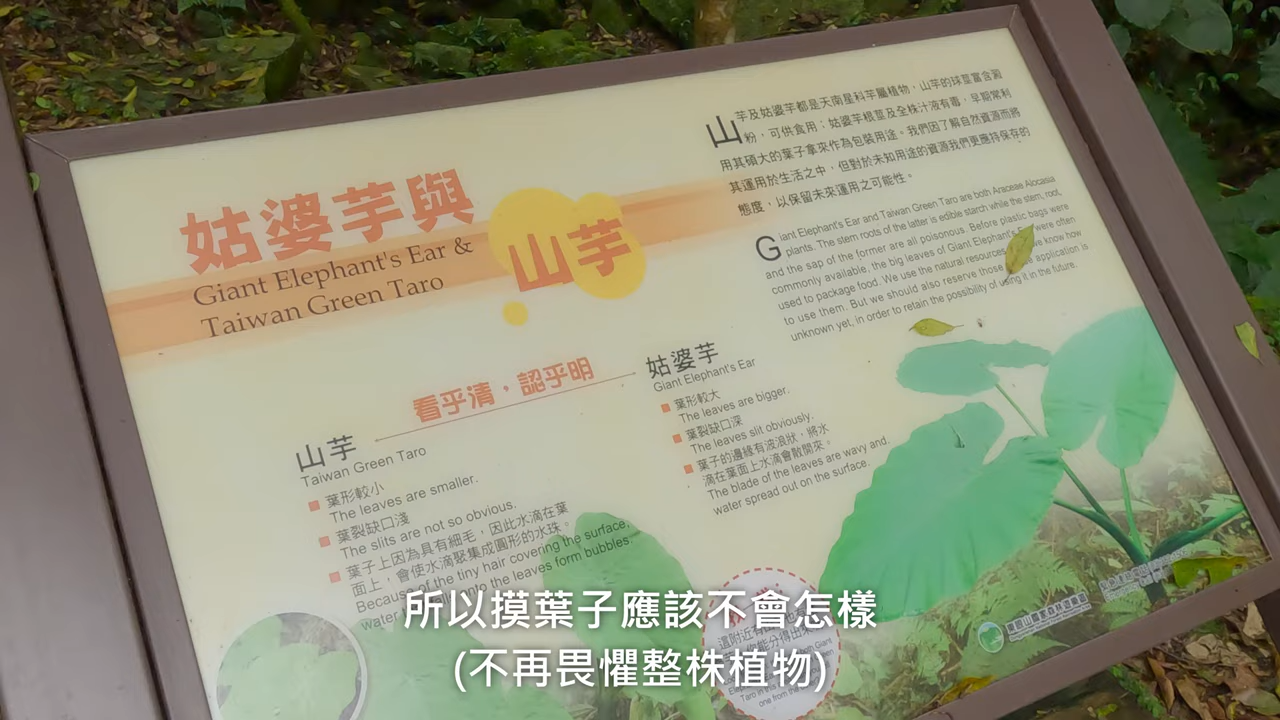 姑婆芋與
山芋
Giant Elephant's Ear &
Taiwan Green Taro
山芋及姑婆芋都是天南星科芋屬植物，山芋的球莖富含澱
粉，可供食用；姑婆芋根莖及全株汁液有毒，早期常利
用其碩大的葉子拿來作為包裝用途。我們因了解自然資源而將
其運用於生活之中，但對於未知用途的資源我們更應持保存的
態度，以保留未來運用之可能性。
Giant Elephant's Ear and Taiwan Green Taro are both Araceae Alocasia
plants. The stem roots of the latter is edible starch while the stem, root,
and the sap of the former are all poisonous. Before plastic bags were
commonly available, the big leaves of Giant Elephant's were often
used to package food. We use the natural resources we know how
to use them. But we should also reserve those application is
unknown yet, in order to retain the possibility of using it in the future.
看乎清，認乎明
姑婆芋
Giant Elephant's Ear
葉形較大
The leaves are bigger.
葉裂缺口深
The leaves slit obviously.
葉子的邊緣有波浪狀，將水
滴在葉面上水滴會散開來。
The blade of the leaves are wavy and.
water spread out on the surface.
山芋
Taiwan Green Taro
葉形較小
The leaves are smaller.
葉裂缺口淺
The slits are not so obvious.
葉子上因為具有細毛，因此水滴在葉
面上，會使水滴聚集成圓形的水珠。
Because of the tiny hair covering the surface,
water into the leaves form bubbles.
所以摸葉子應該不會怎樣
(不再畏懼整株植物)